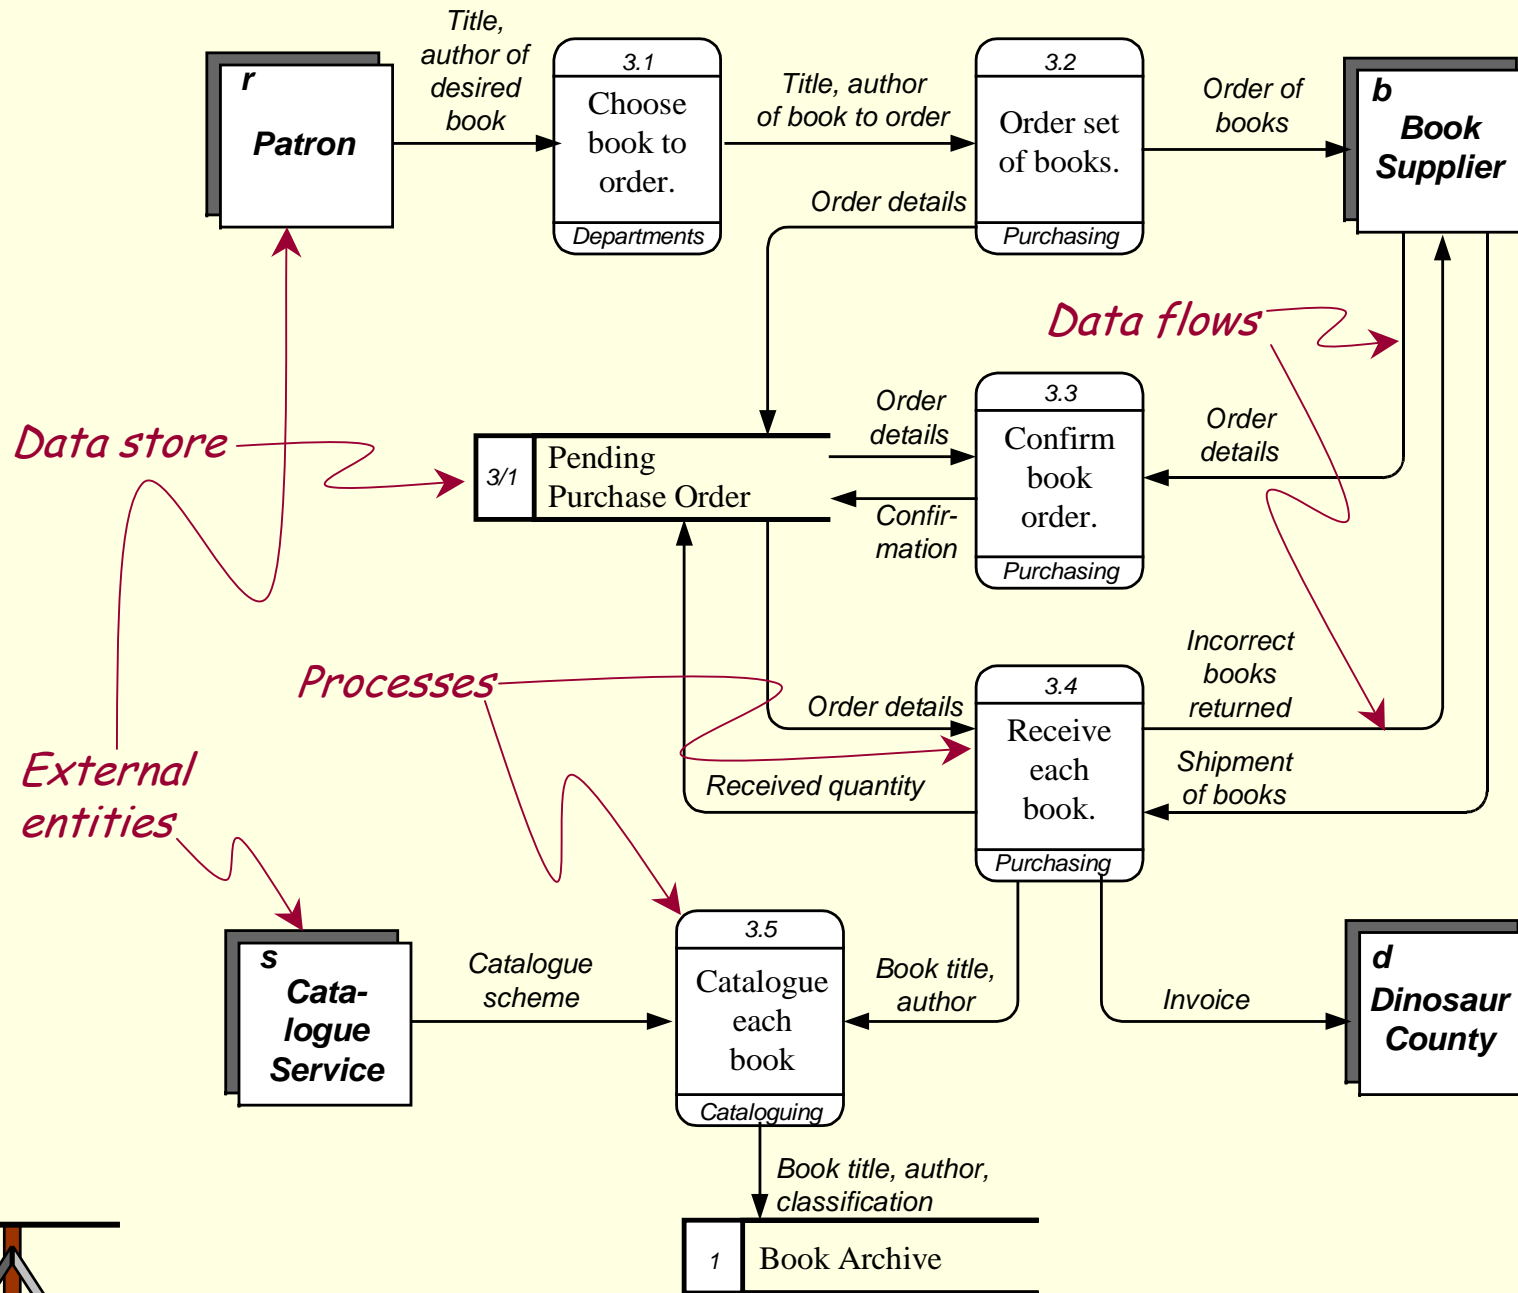 Title,
author of
desired
book
r
Patron
3.1
Choose
book to
order.
Departments
Title, author
of book to order
3.2
Order set
of books.
Purchasing
Order of
books
b
Book
Supplier
Order details
Data flows
Data store
3/1
Pending
Purchase Order
Order
details
Confir-
mation
3.3
Confirm
book
order.
Purchasing
Order
details
Processes
Order details
Received quantity
3.4
Receive
each
book.
Purchasing
Incorrect
books
returned
Shipment
of books
External
entities
s
Cata-
logue
Service
Catalogue
scheme
3.5
Catalogue
each
book
Cataloguing
Book title,
author
Invoice
d
Dinosaur
County
Book title, author,
classification
1
Book Archive